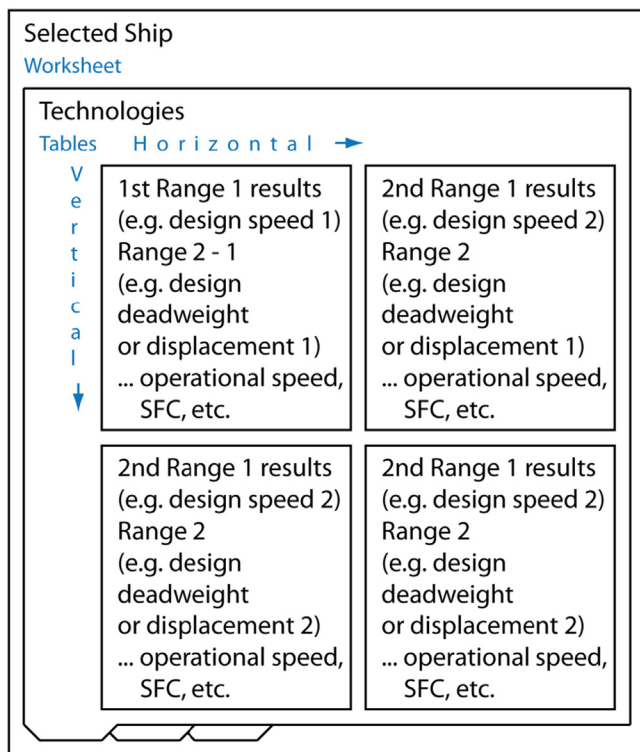 Selected Ship
Worksheet
Technologies
Tables Horizontal
Vertical
1st Range 1 results
(e.g. design speed 1)
Range 2 - 1
(e.g. design
deadweight
or displacement 1)
... operational speed,
SFC, etc.
2nd Range 1 results
(e.g. design speed 2)
Range 2
(e.g. design
deadweight
or displacement 1)
... operational speed,
SFC, etc.
2nd Range 1 results
(e.g. design speed 2)
Range 2
(e.g. design
deadweight
or displacement 2)
... operational speed,
SFC, etc.
2nd Range 1 results
(e.g. design speed 2)
Range 2
(e.g. design
deadweight
or displacement 2)
... operational speed,
SFC, etc.